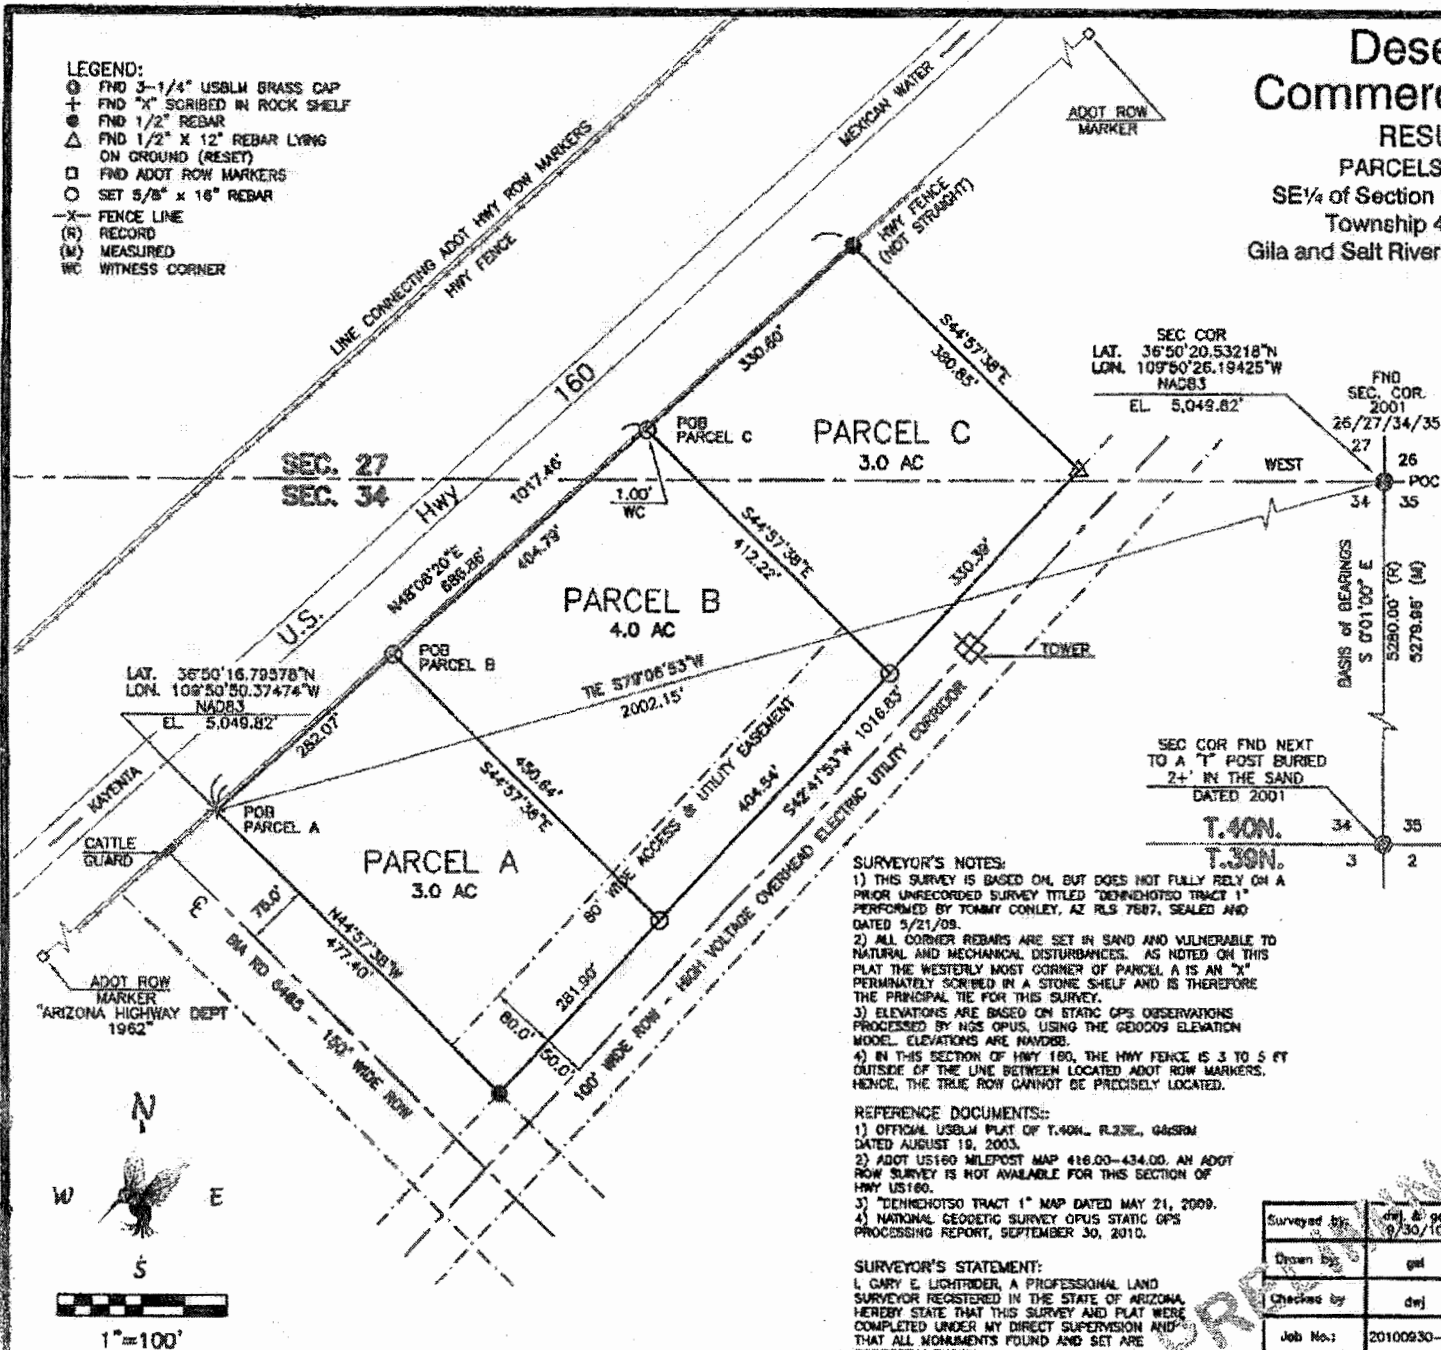 LEGEND:
FND 3-1/4" USBLM BRASS CAP
FND "X" SCRIBED IN ROCK SHELF
FND 1/2" REBAR
FND 1/2" X 12" REBAR LYING
ON GROUND (RESET)
FND ADOT ROW MARKERS
SET 5/8" x 16" REBAR
-X- FENCE LINE
(R) RECORD
(M) MEASURED
WC WITNESS CORNER
Dese
Commerc
RESU
PARCELS
SE¼ of Section
Township 4
Gila and Salt River
LINE CONNECTING ADOT HWY ROW MARKERS
HWY FENCE
MEXICAN WATER
ADOT ROW
MARKER
HWY FENCE
(NOT STRAIGHT)
U.S. Hwy 160
330.60'
S44°57'38"E
380.85'
SEC COR
LAT. 36°50'20.53218"N
LON. 109°50'26.19425"W
NAD83
EL. 5,049.82'
FND
SEC. COR.
2001
26/27/34/35
27 26
POC
34 35
WEST
POB
PARCEL C
PARCEL C
3.0 AC
SEC. 27
SEC. 34
1.00'
WC
1017.46'
N48°08'20"E
686.86'
404.79'
S44°57'38"E
412.22'
330.39'
PARCEL B
4.0 AC
POB
PARCEL B
TIE S79°06'53"W
2002.15'
TOWER
BASIS of BEARINGS
S 0°01'00" E
5280.00' (R)
5279.98' (M)
LAT. 36°50'16.79578"N
LON. 109°50'50.37474"W
NAD83
EL. 5,049.82'
282.07'
KAYENTA
POB
PARCEL A
CATTLE
GUARD
450.64'
S44°57'38"E
PARCEL A
3.0 AC
80' WIDE ACCESS & UTILITY EASEMENT
404.54'
S42°41'53"W 1016.83'
100' WIDE ROW - HIGH VOLTAGE OVERHEAD ELECTRIC UTILITY CORRIDOR
SEC COR FND NEXT
TO A "T" POST BURIED
2+' IN THE SAND
DATED 2001
T.40N.
T.39N.
34 35
3 2
75.0'
N44°57'38"W
477.40'
BIA RD 6485 - 150' WIDE ROW
281.90'
80.0'
50.0'
ADOT ROW
MARKER
"ARIZONA HIGHWAY DEPT
1962"
SURVEYOR'S NOTES:
1) THIS SURVEY IS BASED ON, BUT DOES NOT FULLY RELY ON A
PRIOR UNRECORDED SURVEY TITLED "DENNEHOTSO TRACT 1"
PERFORMED BY TOMMY CONLEY, AZ RLS 7687, SEALED AND
DATED 5/21/09.
2) ALL CORNER REBARS ARE SET IN SAND AND VULNERABLE TO
NATURAL AND MECHANICAL DISTURBANCES. AS NOTED ON THIS
PLAT THE WESTERLY MOST CORNER OF PARCEL A IS AN "X"
PERMINATELY SCRIBED IN A STONE SHELF AND IS THEREFORE
THE PRINCIPAL TIE FOR THIS SURVEY.
3) ELEVATIONS ARE BASED ON STATIC GPS OBSERVATIONS
PROCESSED BY NGS OPUS, USING THE GEOID09 ELEVATION
MODEL. ELEVATIONS ARE NAVD88.
4) IN THIS SECTION OF HWY 160, THE HWY FENCE IS 3 TO 5 FT
OUTSIDE OF THE LINE BETWEEN LOCATED ADOT ROW MARKERS.
HENCE, THE TRUE ROW CANNOT BE PRECISELY LOCATED.
REFERENCE DOCUMENTS::
1) OFFICIAL USBLM PLAT OF T.40N., R.23E., G&SRM
DATED AUGUST 19, 2003.
2) ADOT US160 MILEPOST MAP 416.00-434.00. AN ADOT
ROW SURVEY IS NOT AVAILABLE FOR THIS SECTION OF
HWY US160.
3) "DENNEHOTSO TRACT 1" MAP DATED MAY 21, 2009.
4) NATIONAL GEODETIC SURVEY OPUS STATIC GPS
PROCESSING REPORT, SEPTEMBER 30, 2010.
SURVEYOR'S STATEMENT:
I, GARY E. LIGHTRIDER, A PROFESSIONAL LAND
SURVEYOR REGISTERED IN THE STATE OF ARIZONA,
HEREBY STATE THAT THIS SURVEY AND PLAT WERE
COMPLETED UNDER MY DIRECT SUPERVISION AND
THAT ALL MONUMENTS FOUND AND SET ARE
N
W E
S
1"=100'
Surveyed by: dwj & ge
9/30/10
Drawn by: gel
Checked by dwj
Job No.: 20100930-
PRELIMIN